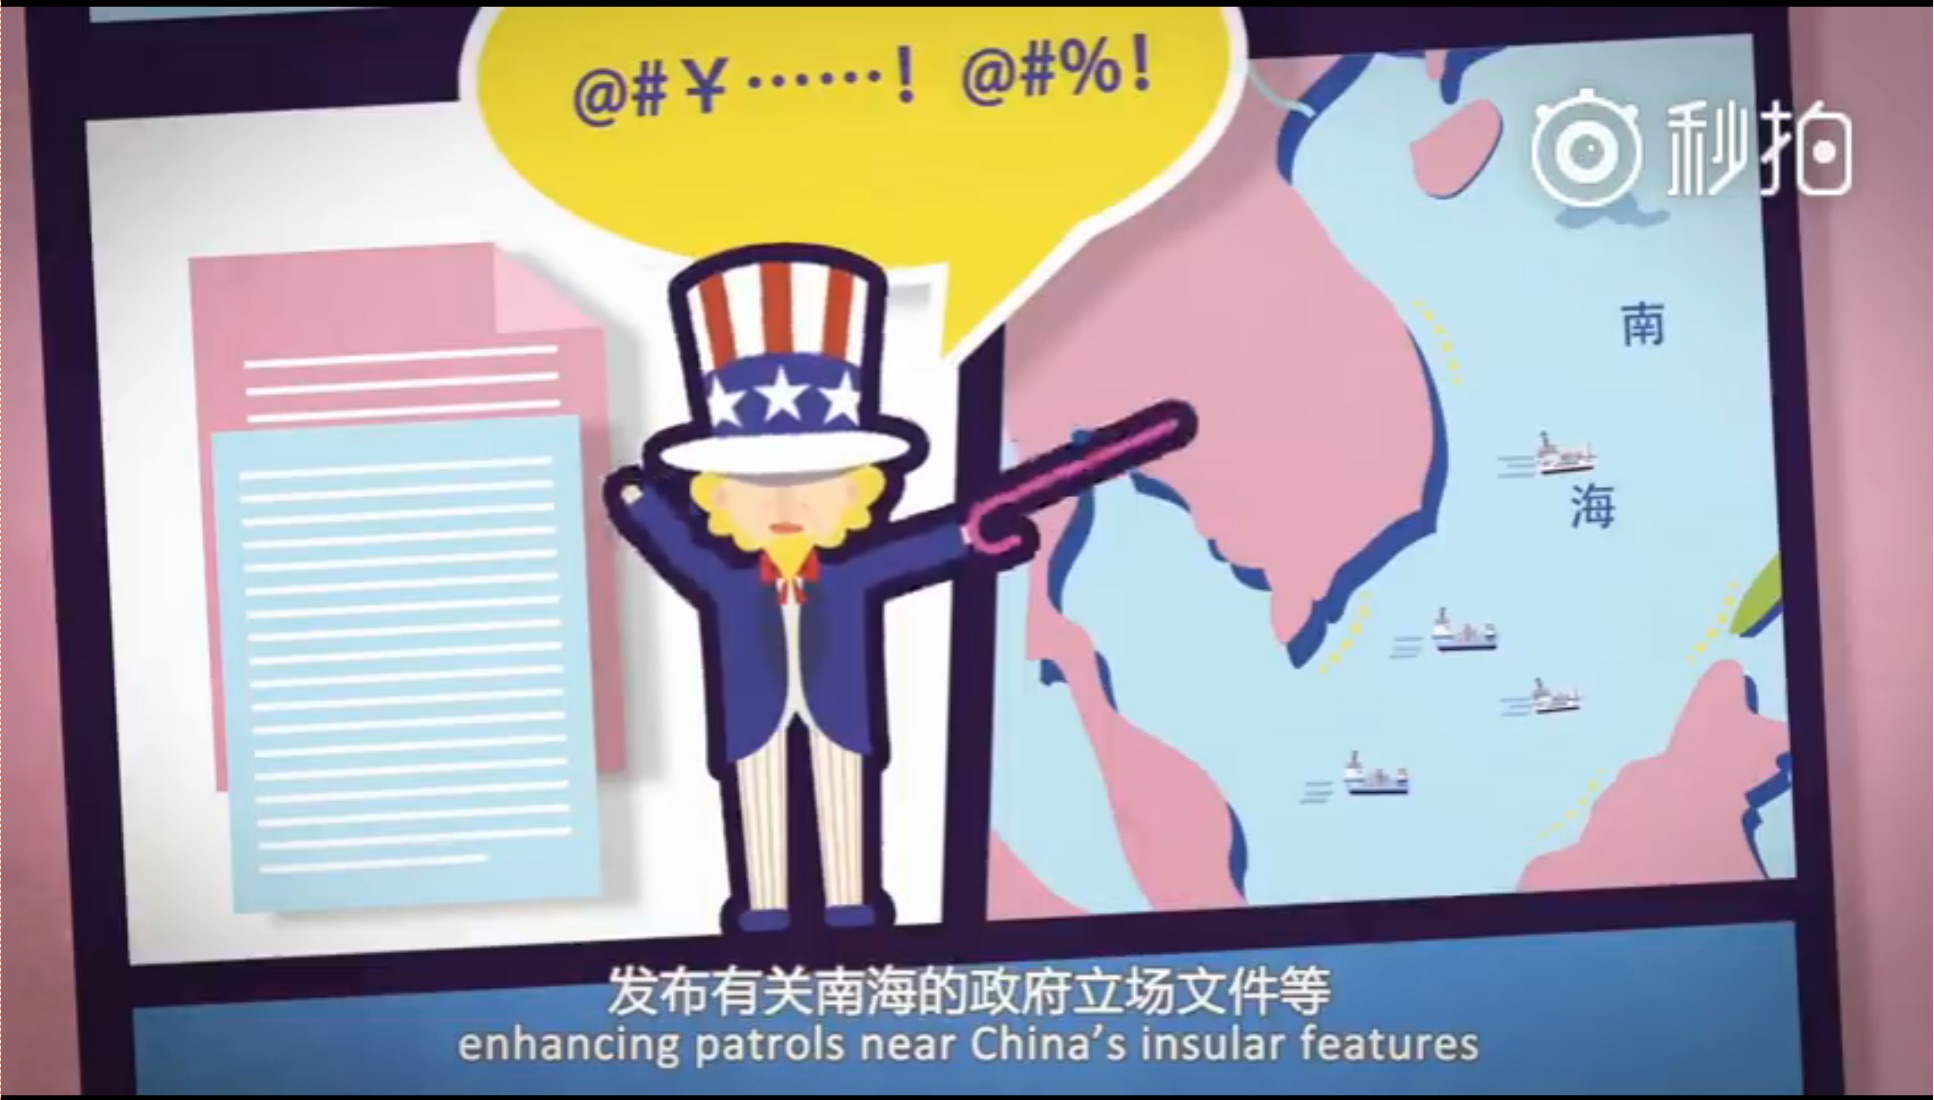 @#¥……! @#%!
秒拍
南
海
发布有关南海的政府立场文件等
enhancing patrols near China's insular features